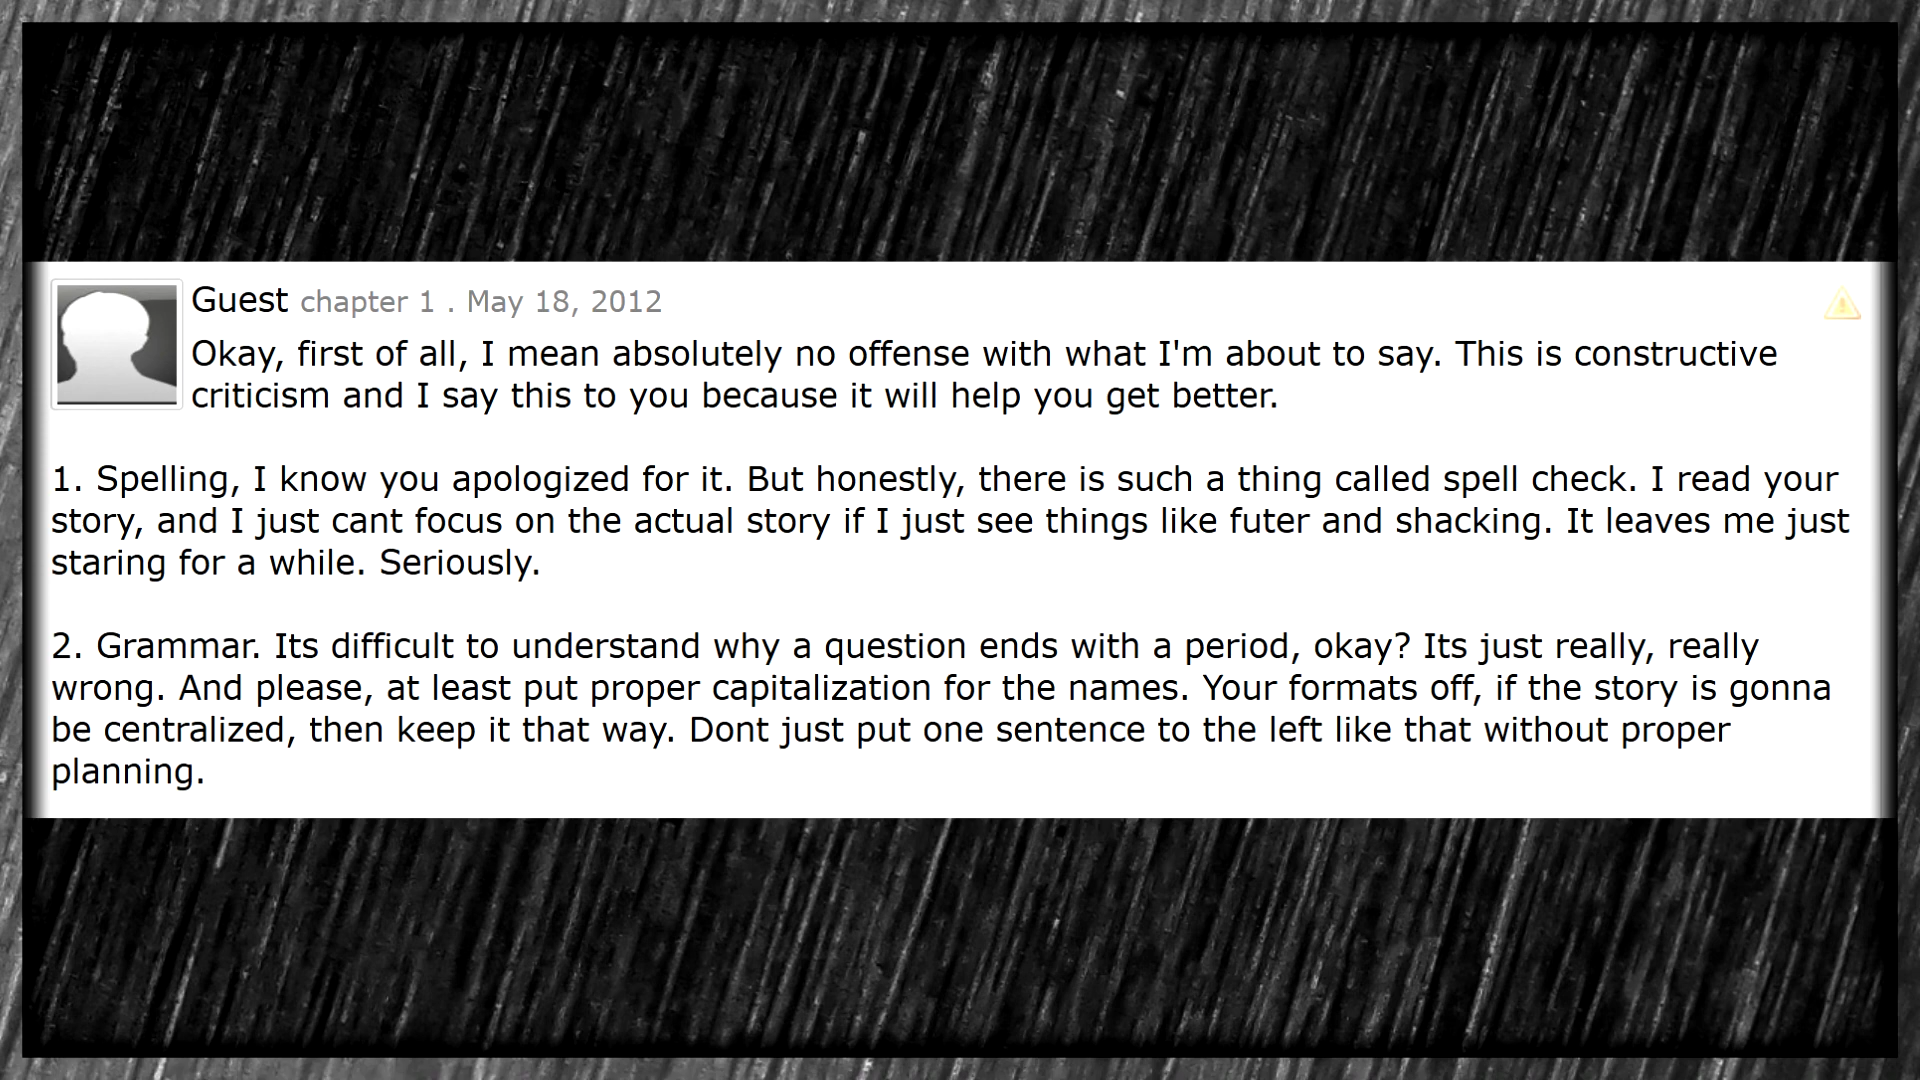 Guest chapter 1 . May 18, 2012
Okay, first of all, I mean absolutely no offense with what I'm about to say. This is constructive
criticism and I say this to you because it will help you get better.
1. Spelling, I know you apologized for it. But honestly, there is such a thing called spell check. I read your
story, and I just cant focus on the actual story if I just see things like futer and shacking. It leaves me just
staring for a while. Seriously.
2. Grammar. Its difficult to understand why a question ends with a period, okay? Its just really, really
wrong. And please, at least put proper capitalization for the names. Your formats off, if the story is gonna
be centralized, then keep it that way. Dont just put one sentence to the left like that without proper
planning.